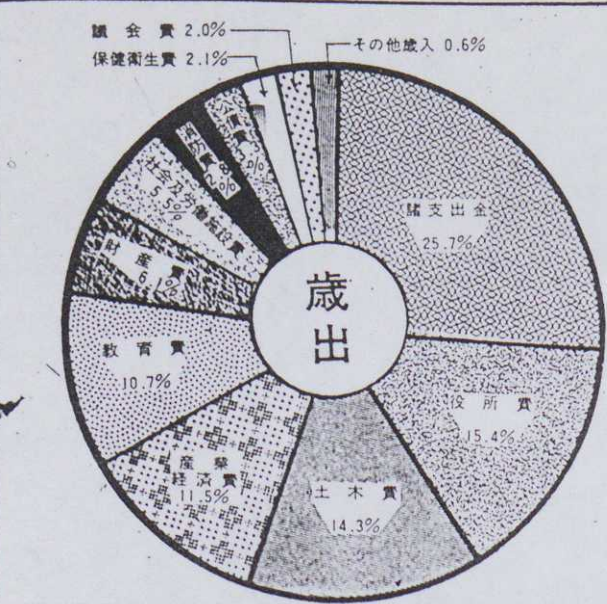 議会費 2.0%
保健衛生費 2.1%
その他歳入 0.6%
歳出
諸支出金
25.7%
役所費
15.4%
土木費
14.3%
産業
経済費
11.5%
教育費
10.7%
財産費
6.1%
社会及労働施設費
5.5%
公債費